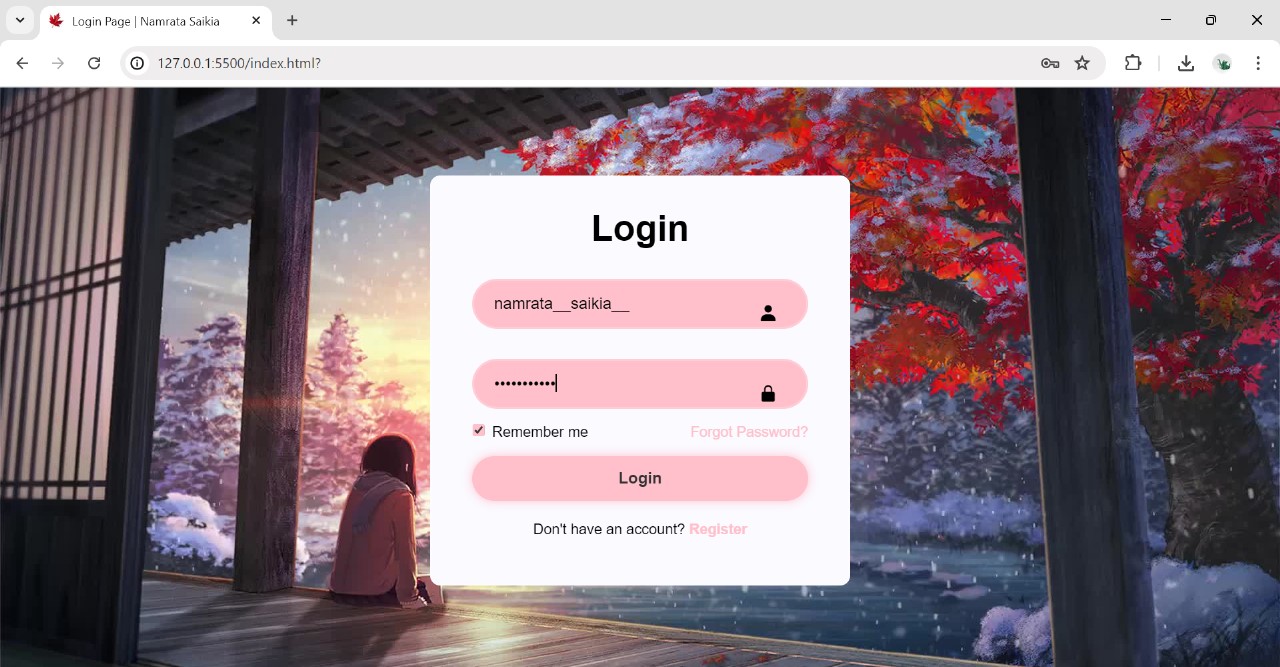 Login Page | Namrata Saikia
127.0.0.1:5500/index.html?
Login
namrata__saikia__
•••••••••••
Remember me Forgot Password?
Login
Don't have an account? Register